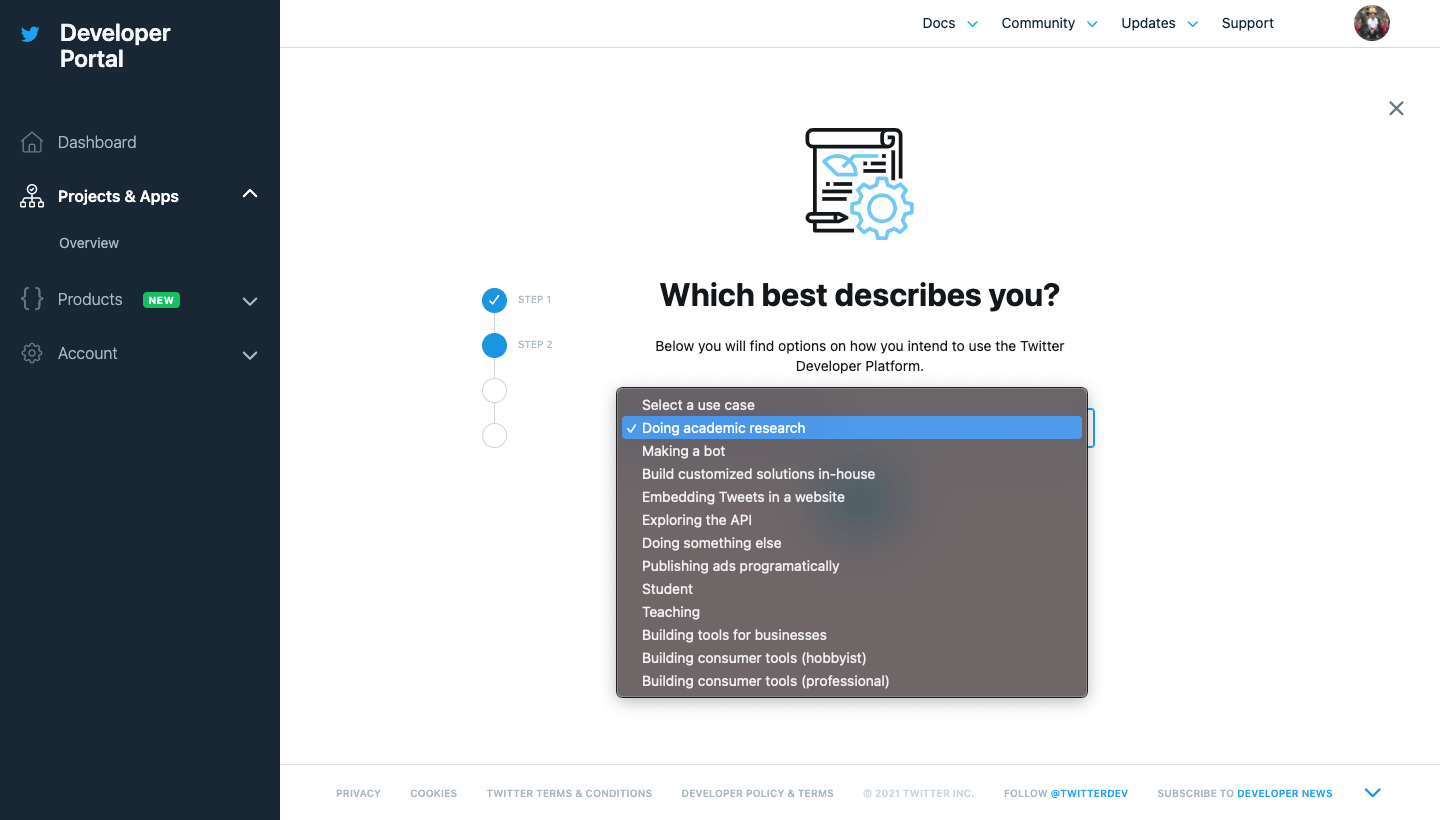 Developer
Portal
Docs
Community
Updates
Support
Dashboard
Projects & Apps
Overview
Products NEW
Account
STEP 1
STEP 2
Which best describes you?
Below you will find options on how you intend to use the Twitter
Developer Platform.
Select a use case
✓ Doing academic research
Making a bot
Build customized solutions in-house
Embedding Tweets in a website
Exploring the API
Doing something else
Publishing ads programatically
Student
Teaching
Building tools for businesses
Building consumer tools (hobbyist)
Building consumer tools (professional)
PRIVACY
COOKIES
TWITTER TERMS & CONDITIONS
DEVELOPER POLICY & TERMS
© 2021 TWITTER INC.
FOLLOW @TWITTERDEV
SUBSCRIBE TO DEVELOPER NEWS